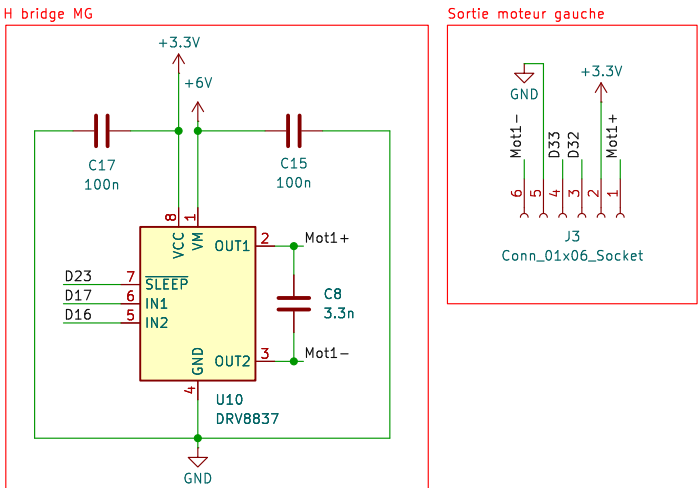 H bridge MG
+3.3V
+6V
C17
100n
C15
100n
8
1
VCC
VM
OUT1
2
Mot1+
D23
7
SLEEP
D17
6
IN1
D16
5
IN2
C8
3.3n
GND
OUT2
3
Mot1-
4
U10
DRV8837
GND
Sortie moteur gauche
+3.3V
GND
Mot1-
D33
D32
Mot1+
6
5
4
3
2
1
J3
Conn_01x06_Socket